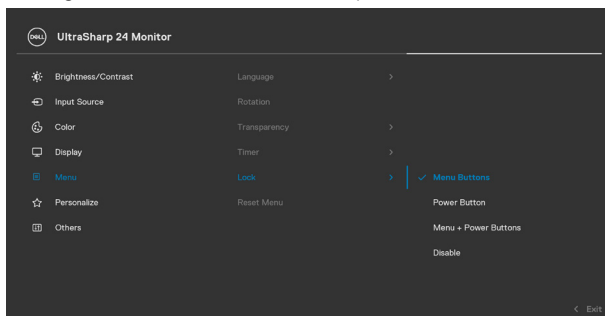 DELL UltraSharp 24 Monitor
Brightness/Contrast
Input Source
Color
Display
Menu
Personalize
Others
Language
Rotation
Transparency
Timer
Lock
Reset Menu
Menu Buttons
Power Button
Menu + Power Buttons
Disable
Exit